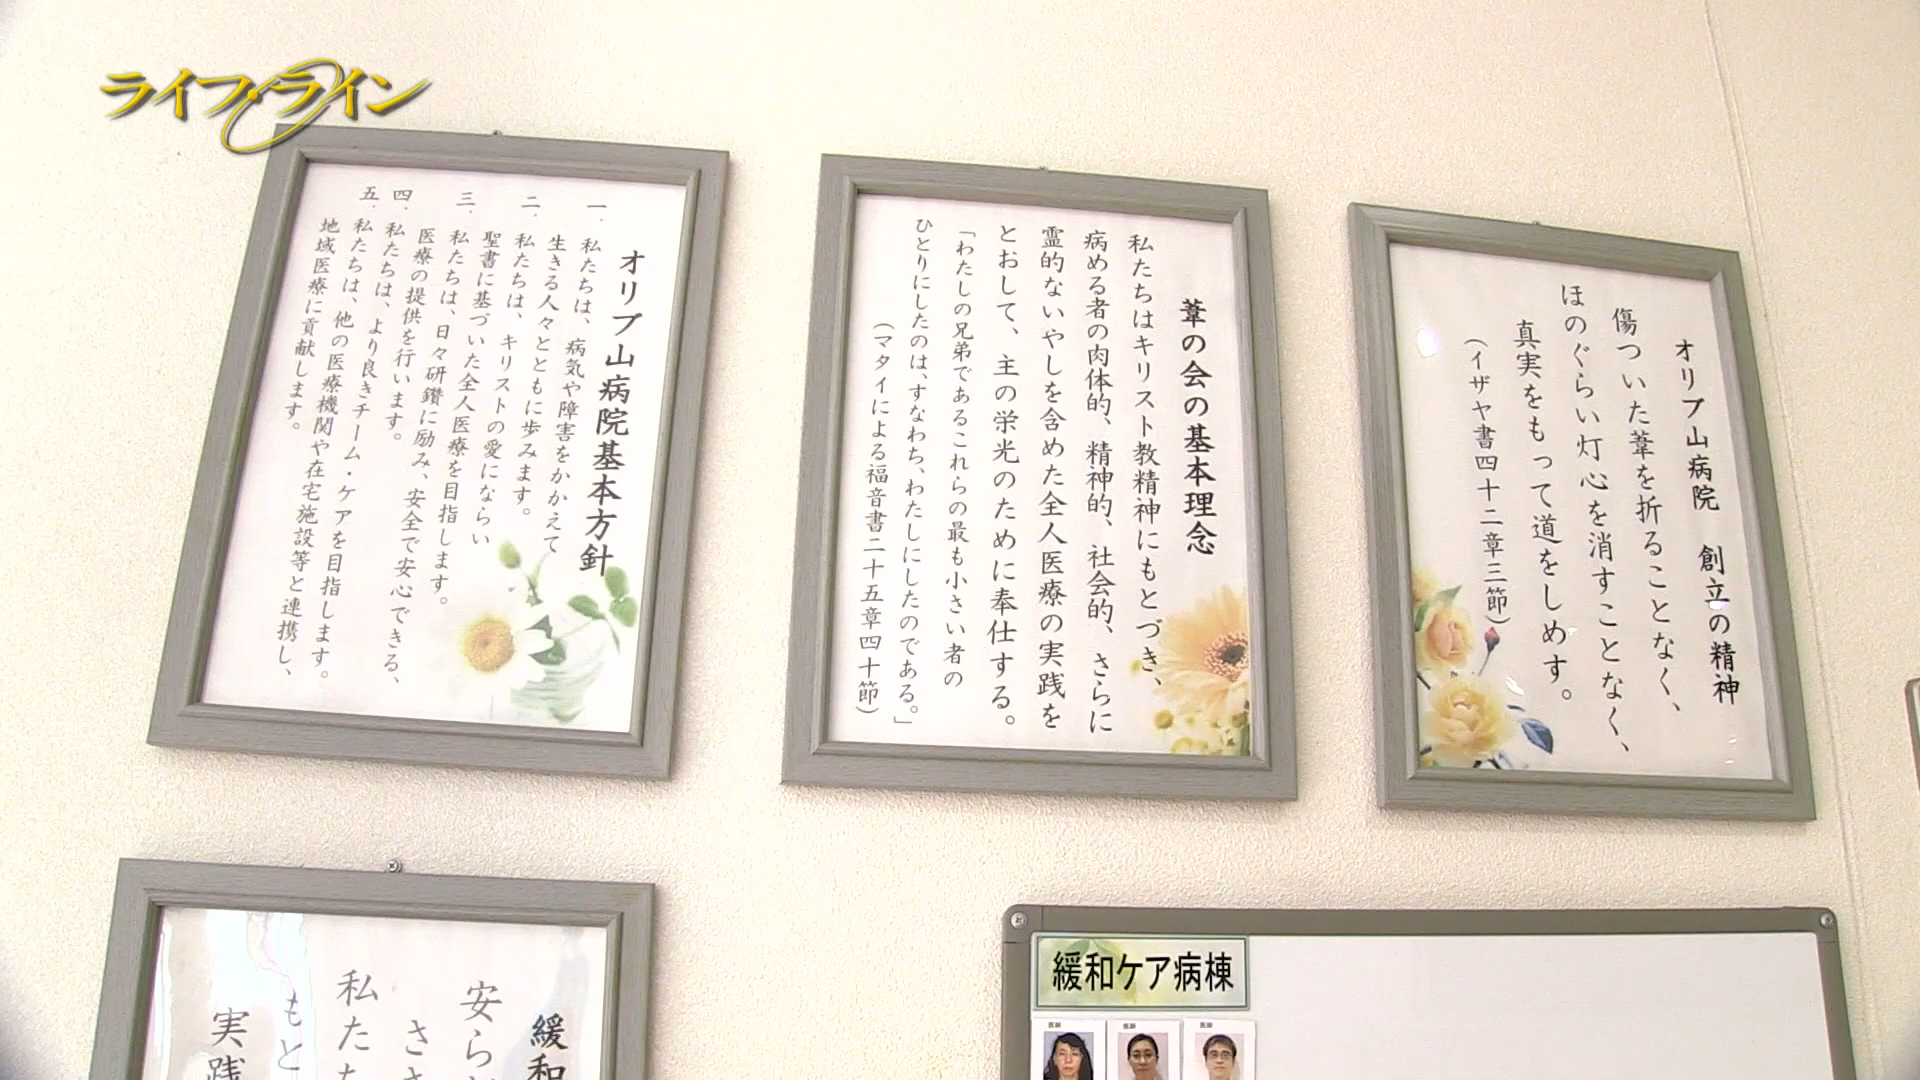 ライフ・ライン
オリブ山病院 創立の精神
傷ついた葦を折ることなく、
ほのぐらい灯心を消すことなく、
真実をもって道をしめす。
(イザヤ書四十二章三節)
葦の会の基本理念
私たちはキリスト教精神にもとづき、
病める者の肉体的、精神的、社会的、さらに
霊的ないやしを含めた全人医療の実践を
とおして、主の栄光のために奉仕する。
「わたしの兄弟であるこれらの最も小さい者の
ひとりにしたのは、すなわち、わたしにしたのである。」
(マタイによる福音書二十五章四十節)
オリブ山病院基本方針
一. 私たちは、病気や障害をかかえて
生きる人々とともに歩みます。
二. 私たちは、キリストの愛にならい
聖書に基づいた全人医療を目指します。
三. 私たちは、日々研鑽に励み、安全で安心できる、
医療の提供を行います。
四. 私たちは、より良きチーム・ケアを目指します。
五. 私たちは、他の医療機関や在宅施設等と連携し、
地域医療に貢献します。
緩和
安ら
ささ
私た
もと
実践
緩和ケア病棟
医師
医師
医師